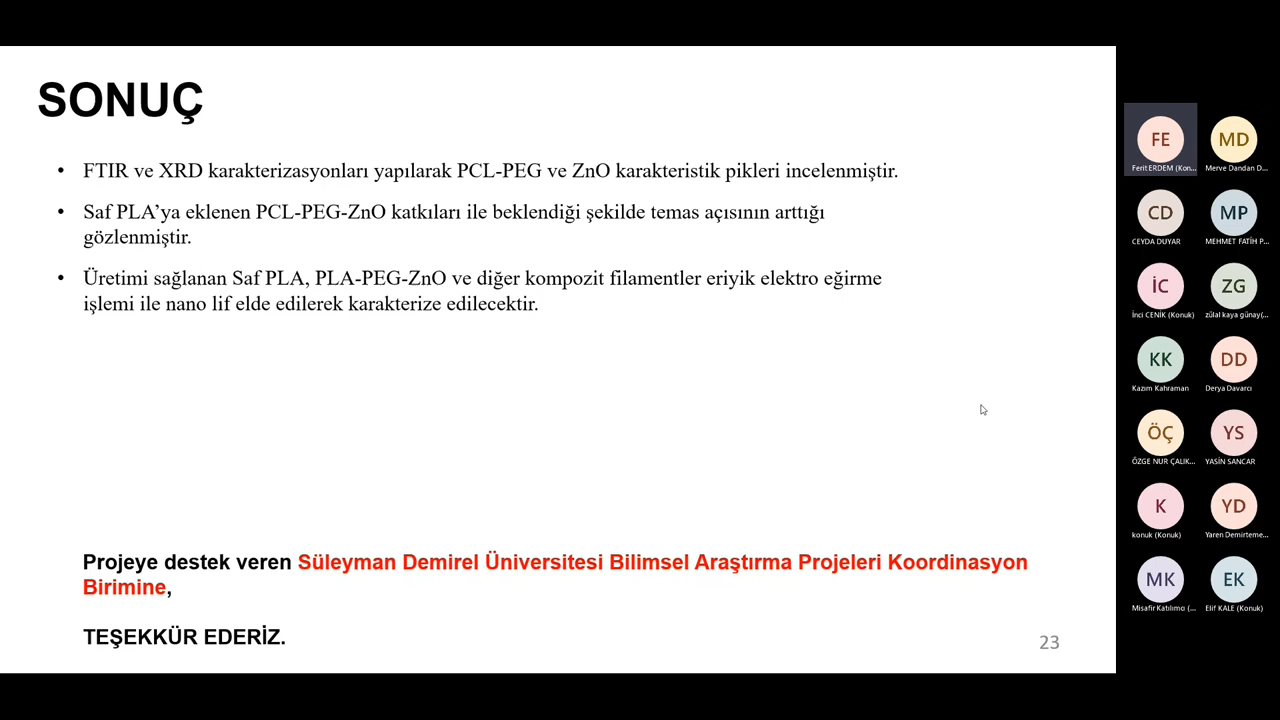 SONUÇ
• FTIR ve XRD karakterizasyonları yapılarak PCL-PEG ve ZnO karakteristik pikleri incelenmiştir.
• Saf PLA’ya eklenen PCL-PEG-ZnO katkıları ile beklendiği şekilde temas açısının arttığı
gözlenmiştir.
• Üretimi sağlanan Saf PLA, PLA-PEG-ZnO ve diğer kompozit filamentler eriyik elektro eğirme
işlemi ile nano lif elde edilerek karakterize edilecektir.
Projeye destek veren Süleyman Demirel Üniversitesi Bilimsel Araştırma Projeleri Koordinasyon
Birimine,
TEŞEKKÜR EDERİZ.
23
FE
Ferit ERDEM (Kon...
MD
Merve Dandan D...
CD
CEYDA DUYAR
MP
MEHMET FATİH P...
İC
İnci CENİK (Konuk)
ZG
zülal kaya günay(...
KK
Kazım Kahraman
DD
Derya Davarcı
ÖÇ
ÖZGE NUR ÇALIK...
YS
YASİN SANCAR
K
konuk (Konuk)
YD
Yaren Demirteme...
MK
Misafir Katılımcı (...
EK
Elif KALE (Konuk)